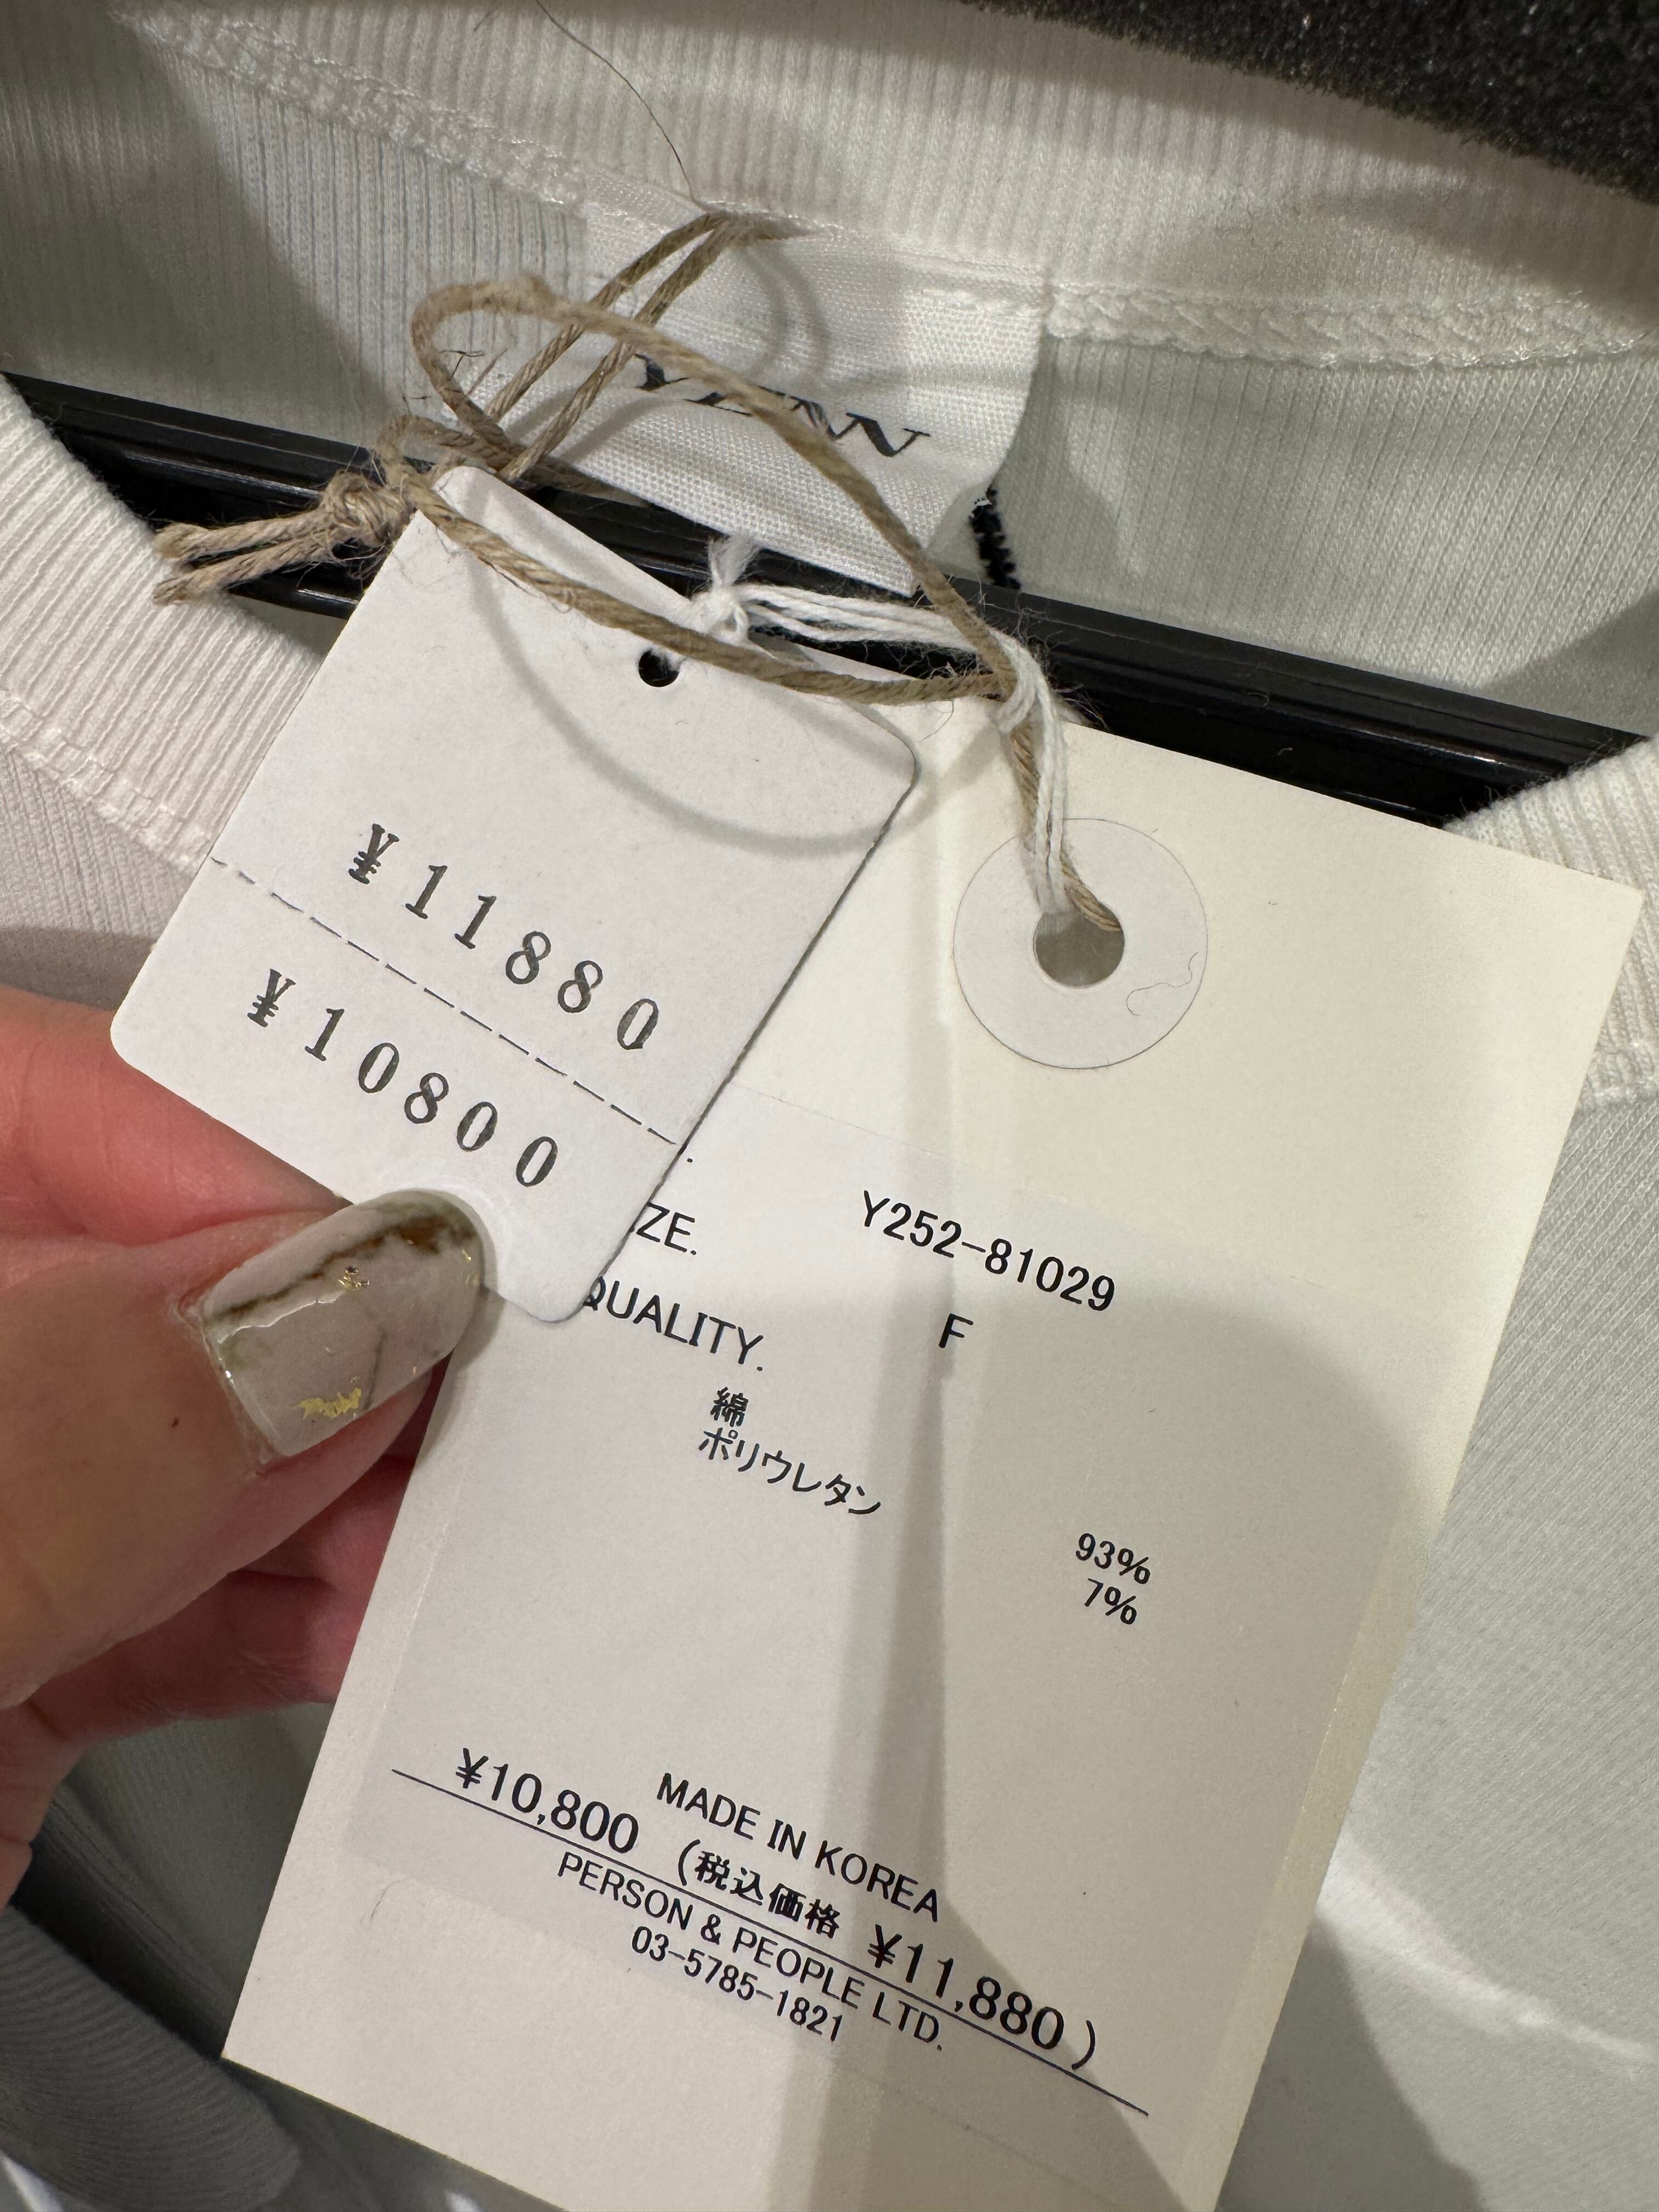 ¥11880
¥10800
Y252-81029
F
QUALITY.
綿 93%
ポリウレタン 7%
MADE IN KOREA
¥10,800 (税込価格 ¥11,880)
PERSON & PEOPLE LTD.
03-5785-1821